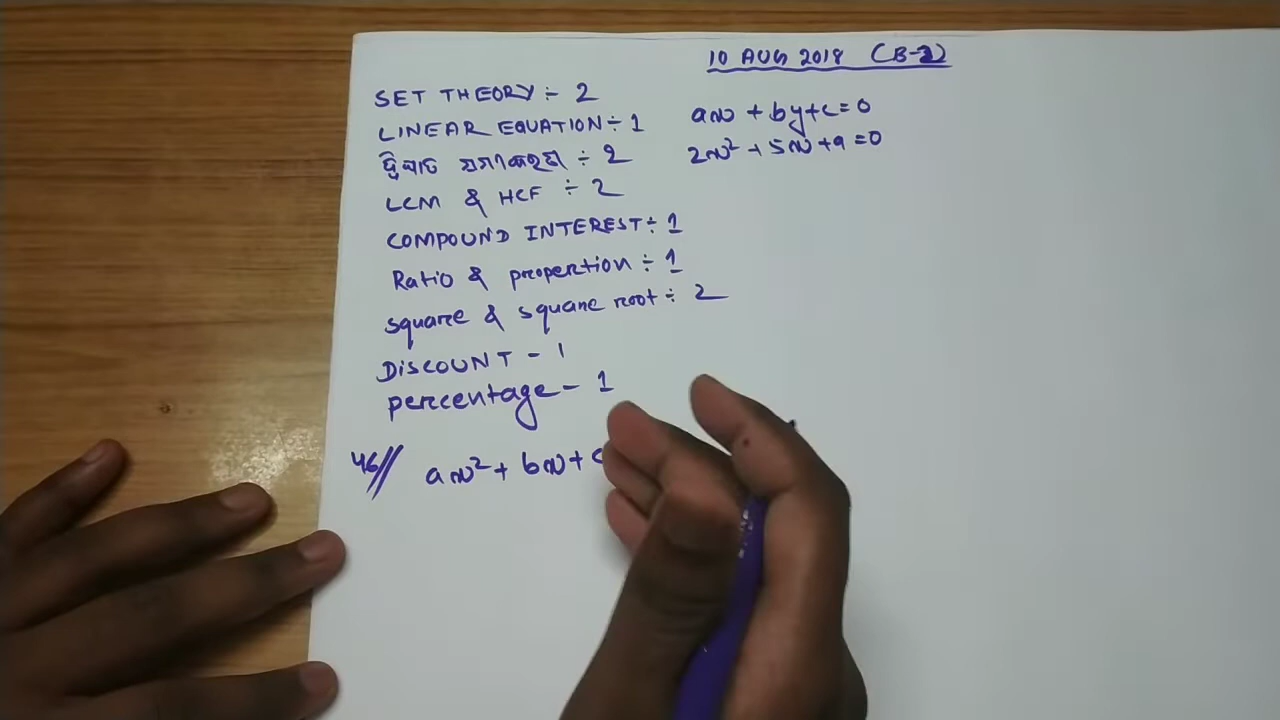 10 AUG 2018 (B-2)
SET THEORY ÷ 2
LINEAR EQUATION ÷ 1
ax + by + c = 0
ଦ୍ୱିଘାତ ସମୀକରଣ ÷ 2
2x² + 5x + 9 = 0
LCM & HCF ÷ 2
COMPOUND INTEREST ÷ 1
Ratio & propertion ÷ 1
square & square root ÷ 2
DISCOUNT - 1
percentage - 1
46// ax² + bx + c